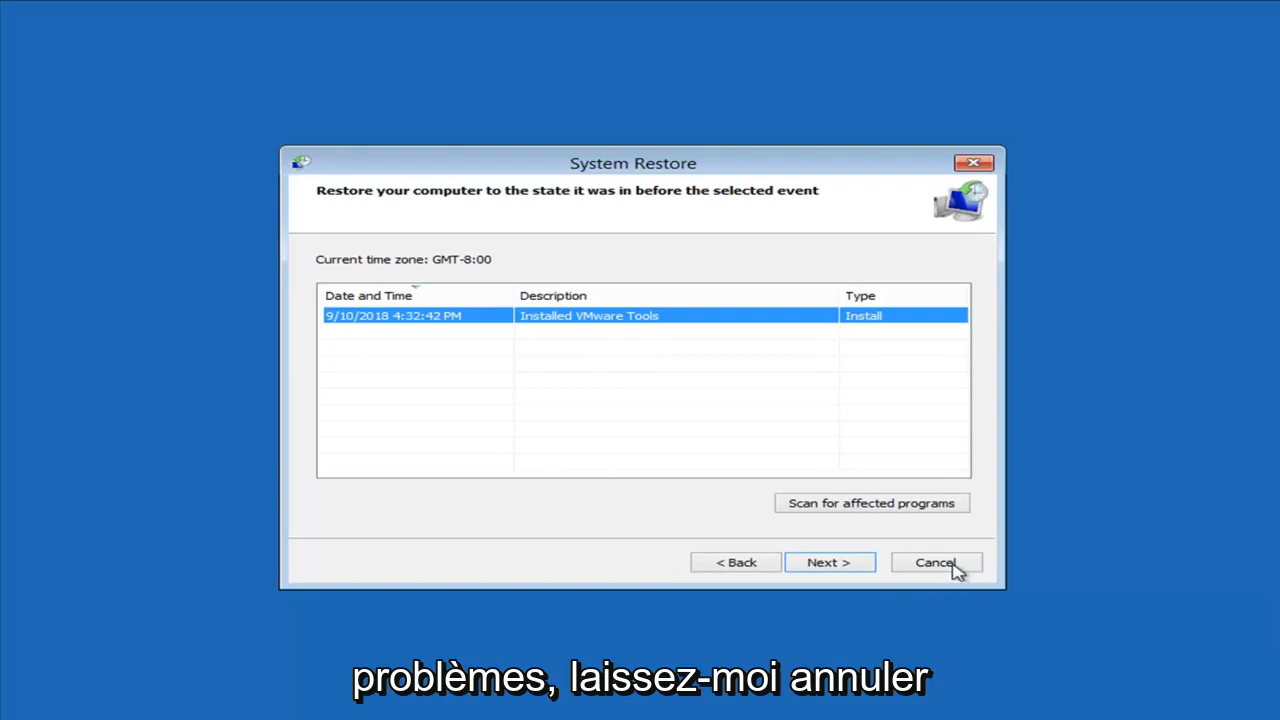 System Restore
Restore your computer to the state it was in before the selected event
Current time zone: GMT-8:00
Date and Time Description Type
9/10/2018 4:32:42 PM Installed VMware Tools Install
Scan for affected programs
< Back Next > Cancel
problèmes, laissez-moi annuler